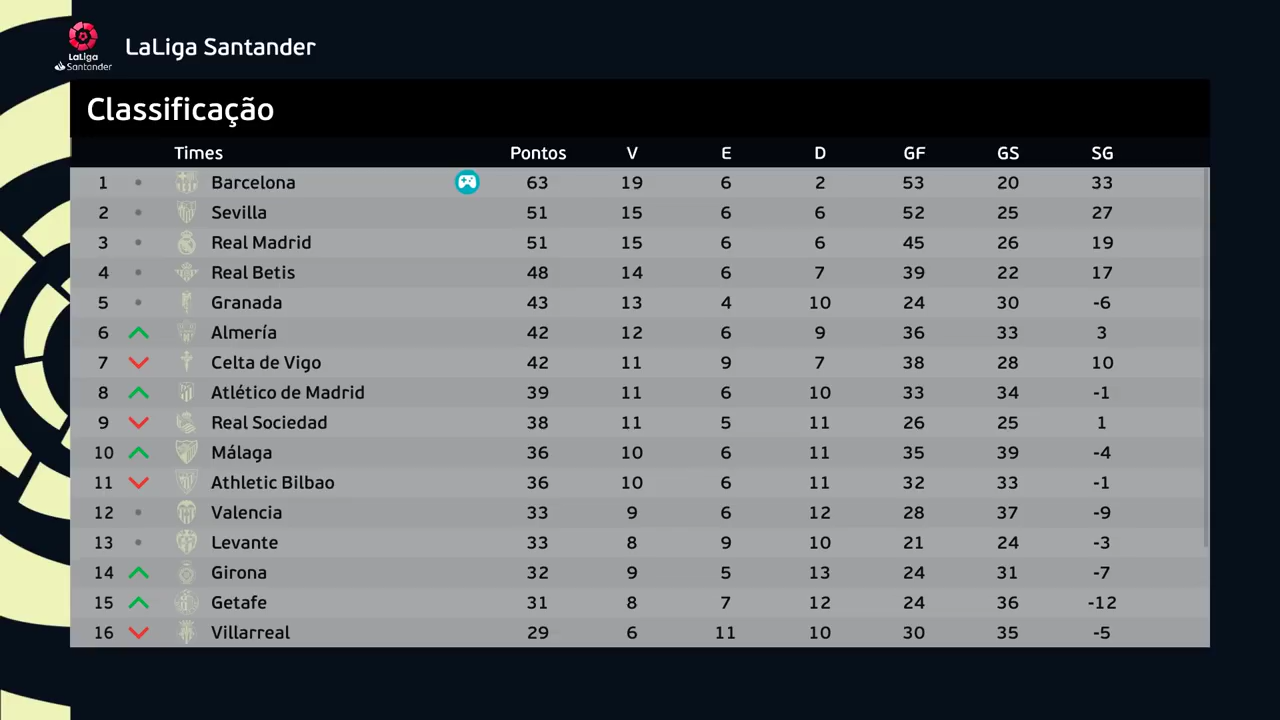 LaLiga
Santander
LaLiga Santander
Classificação
Times Pontos V E D GF GS SG
1 Barcelona 63 19 6 2 53 20 33
2 Sevilla 51 15 6 6 52 25 27
3 Real Madrid 51 15 6 6 45 26 19
4 Real Betis 48 14 6 7 39 22 17
5 Granada 43 13 4 10 24 30 -6
6 Almería 42 12 6 9 36 33 3
7 Celta de Vigo 42 11 9 7 38 28 10
8 Atlético de Madrid 39 11 6 10 33 34 -1
9 Real Sociedad 38 11 5 11 26 25 1
10 Málaga 36 10 6 11 35 39 -4
11 Athletic Bilbao 36 10 6 11 32 33 -1
12 Valencia 33 9 6 12 28 37 -9
13 Levante 33 8 9 10 21 24 -3
14 Girona 32 9 5 13 24 31 -7
15 Getafe 31 8 7 12 24 36 -12
16 Villarreal 29 6 11 10 30 35 -5